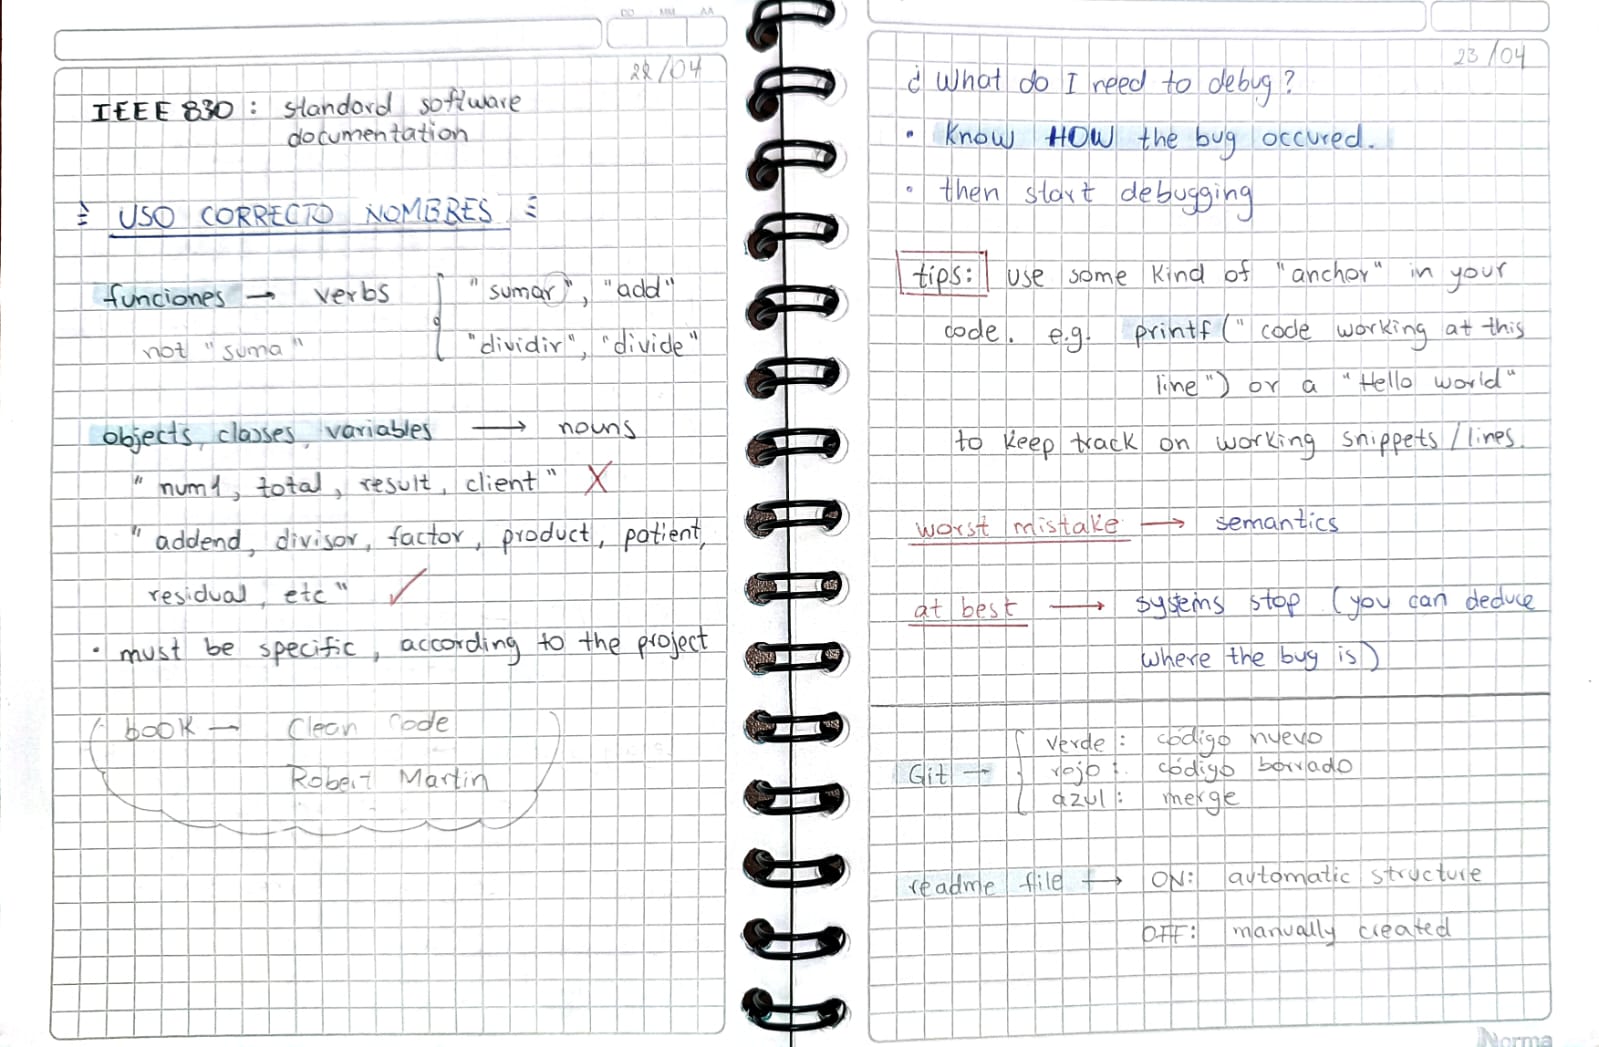 DD MM AA
22/04
IEEE 830 : standard software
documentation
USO CORRECTO NOMBRES
funciones → verbs "sumar", "add"
not "suma" "dividir", "divide"
objects, classes, variables → nouns
" num1, total, result, client" X
" addend, divisor, factor, product, patient,
residual, etc" ✓
• must be specific, according to the project
book → Clean Code
Robert Martin
23/04
¿ What do I need to debug?
• Know HOW the bug occured.
• then start debugging
tips: use some kind of "anchor" in your
code. e.g. printf(" code working at this
line") or a "Hello world"
to keep track on working snippets/lines.
worst mistake → semantics
at best → systems stop (you can deduce
where the bug is)
Git → verde : código nuevo
rojo : código borrado
azul : merge
readme file → ON: automatic structure
OFF: manually created
Norma